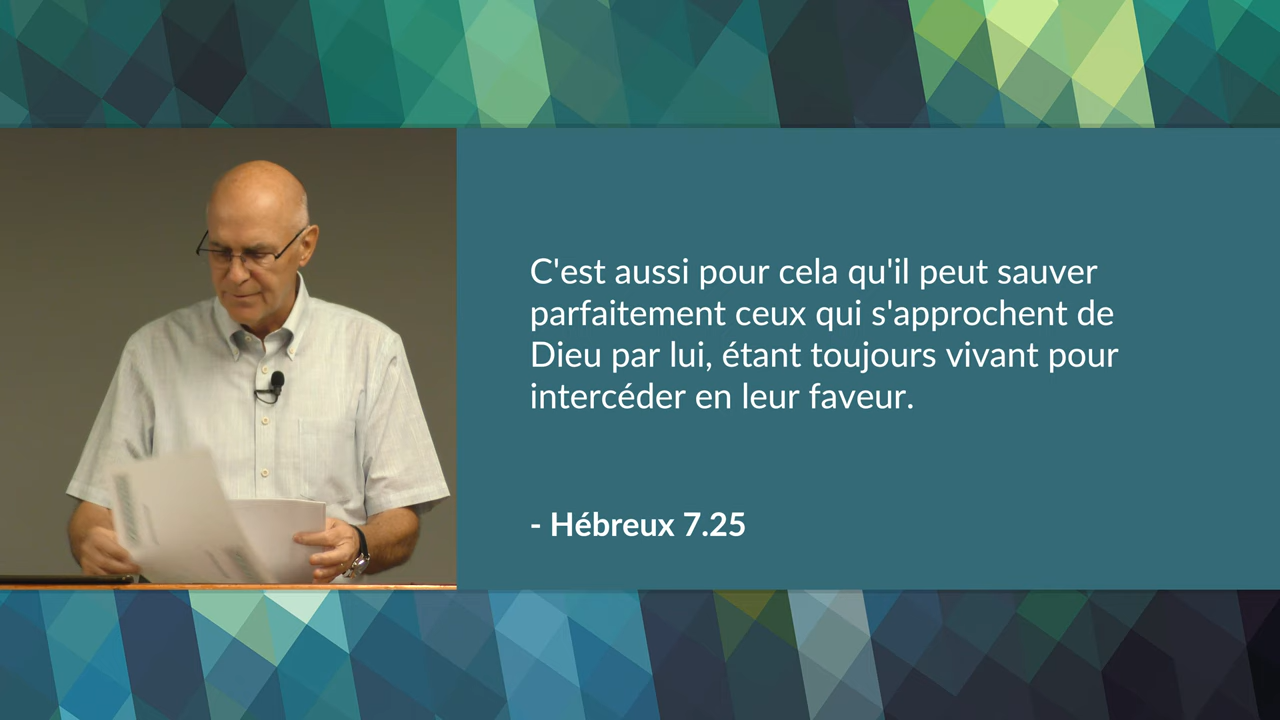 C'est aussi pour cela qu'il peut sauver
parfaitement ceux qui s'approchent de
Dieu par lui, étant toujours vivant pour
intercéder en leur faveur.
- Hébreux 7.25